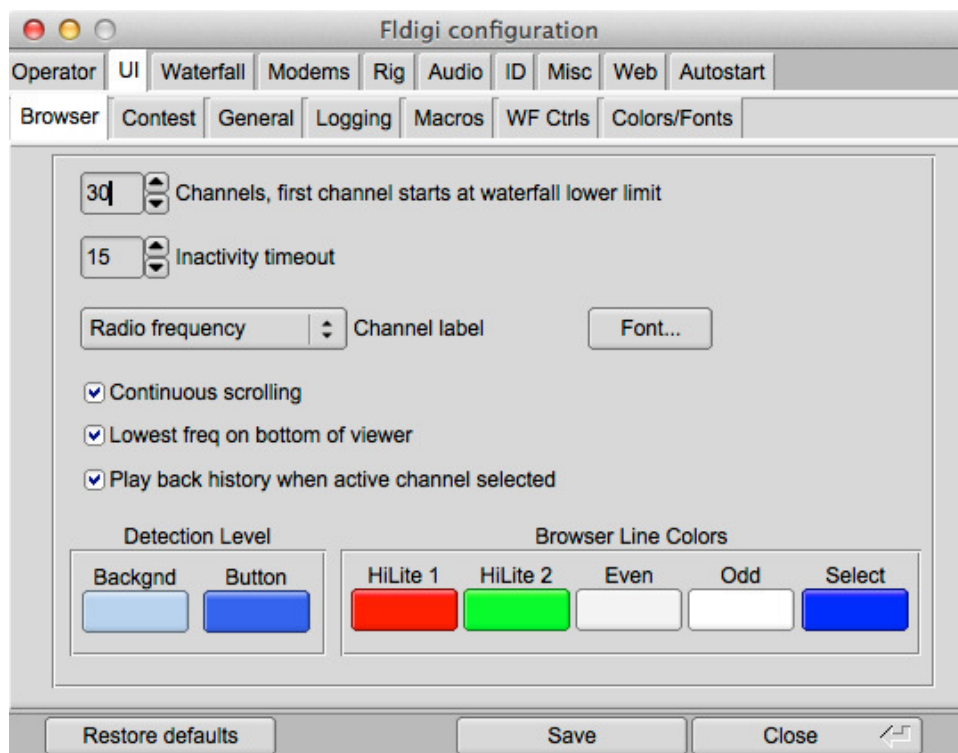 Fldigi configuration
Operator UI Waterfall Modems Rig Audio ID Misc Web Autostart
Browser Contest General Logging Macros WF Ctrls Colors/Fonts
30 Channels, first channel starts at waterfall lower limit
15 Inactivity timeout
Radio frequency Channel label Font...
Continuous scrolling
Lowest freq on bottom of viewer
Play back history when active channel selected
Detection Level Browser Line Colors
Backgnd Button HiLite 1 HiLite 2 Even Odd Select
Restore defaults Save Close